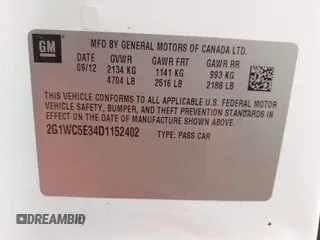 GM
MFD BY GENERAL MOTORS OF CANADA LTD.
DATE GVWR GAWR FRT GAWR RR
09/12 2134 KG 1141 KG 993 KG
4704 LB 2516 LB 2188 LB
THIS VEHICLE CONFORMS TO ALL APPLICABLE U.S. FEDERAL MOTOR
VEHICLE SAFETY, BUMPER, AND THEFT PREVENTION STANDARDS IN
EFFECT ON THE DATE OF MANUFACTURE SHOWN ABOVE.
2G1WC5E34D1152402 TYPE: PASS CAR
DREAMBID